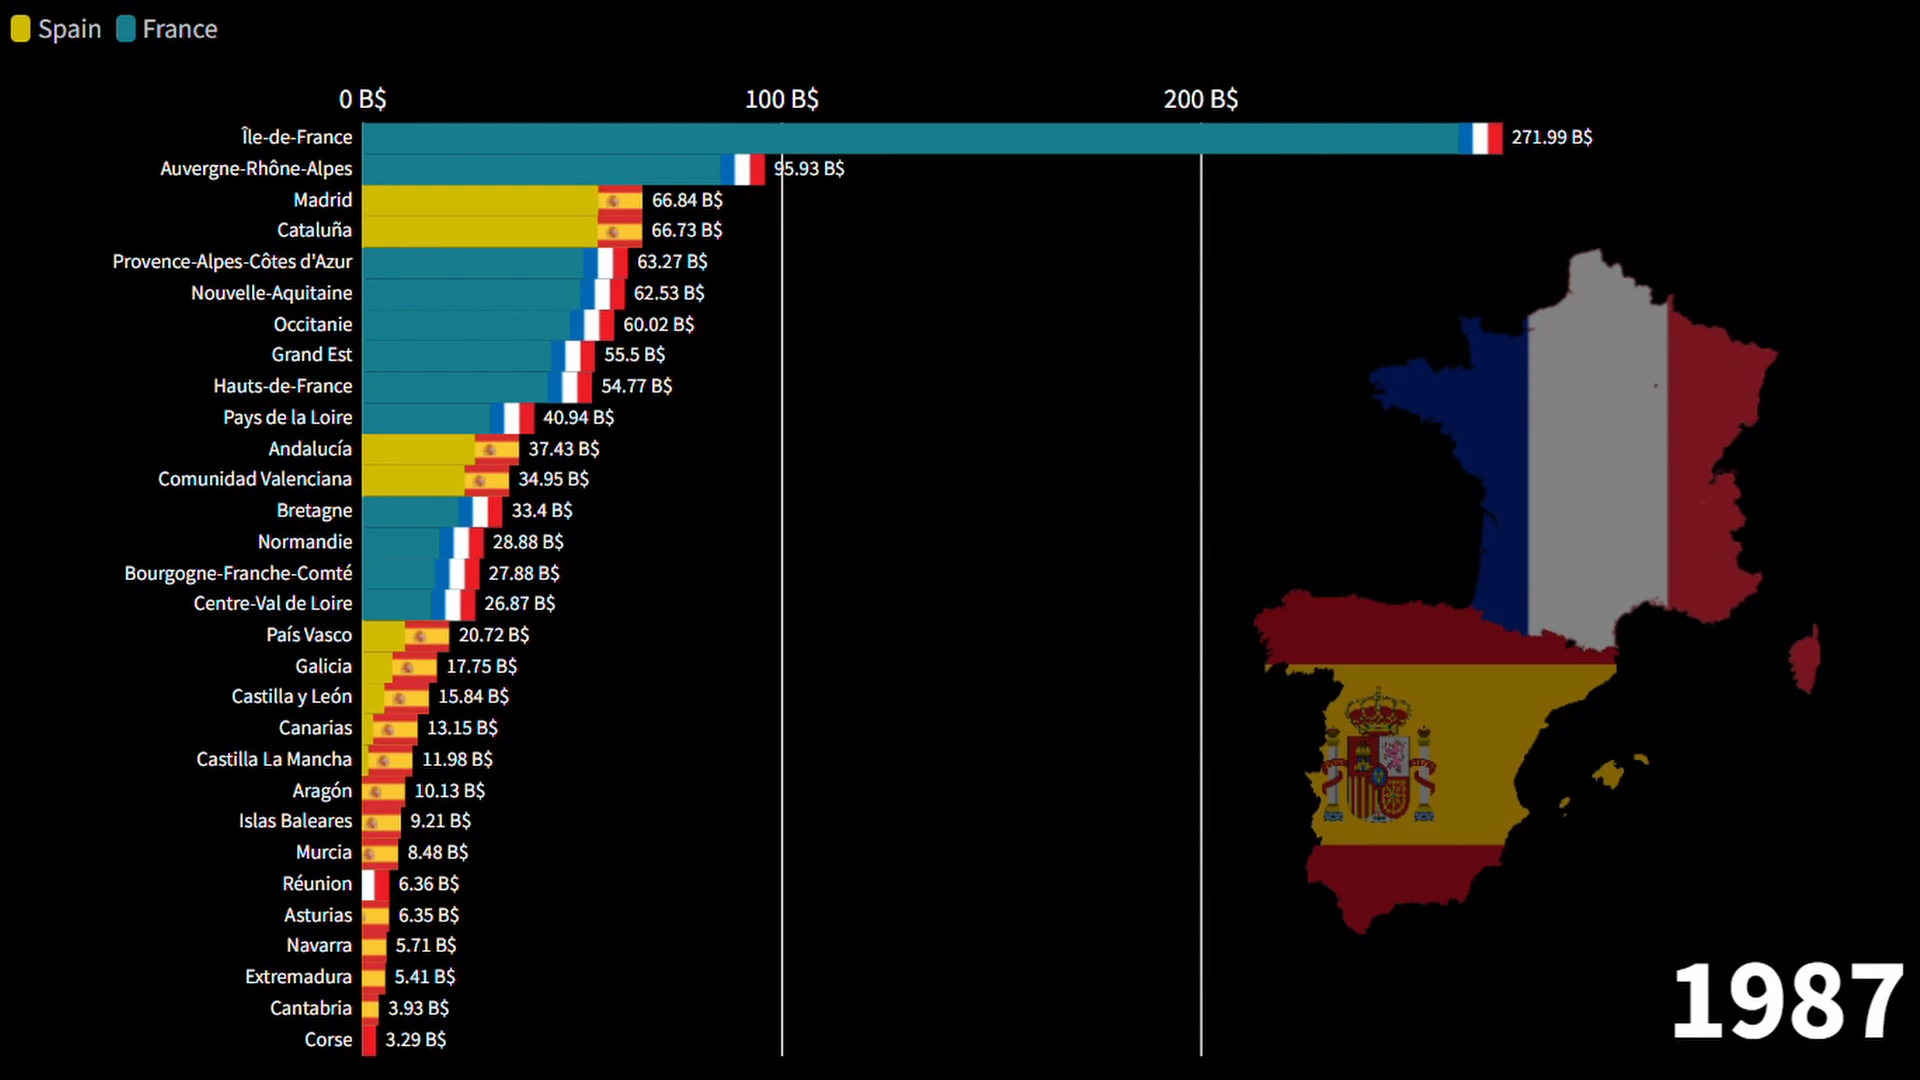 Spain France
0 B$ 100 B$ 200 B$
Île-de-France 271.99 B$
Auvergne-Rhône-Alpes 95.93 B$
Madrid 66.84 B$
Cataluña 66.73 B$
Provence-Alpes-Côtes d'Azur 63.27 B$
Nouvelle-Aquitaine 62.53 B$
Occitanie 60.02 B$
Grand Est 55.5 B$
Hauts-de-France 54.77 B$
Pays de la Loire 40.94 B$
Andalucía 37.43 B$
Comunidad Valenciana 34.95 B$
Bretagne 33.4 B$
Normandie 28.88 B$
Bourgogne-Franche-Comté 27.88 B$
Centre-Val de Loire 26.87 B$
País Vasco 20.72 B$
Galicia 17.75 B$
Castilla y León 15.84 B$
Canarias 13.15 B$
Castilla La Mancha 11.98 B$
Aragón 10.13 B$
Islas Baleares 9.21 B$
Murcia 8.48 B$
Réunion 6.36 B$
Asturias 6.35 B$
Navarra 5.71 B$
Extremadura 5.41 B$
Cantabria 3.93 B$
Corse 3.29 B$
1987